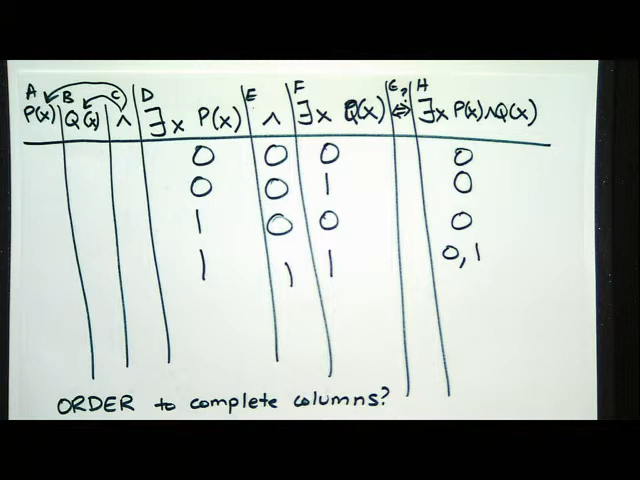 A B C D E F G? H
P(x) Q(x) ∧ ∃x P(x) ∧ ∃x Q(x) ⇔ ∃x P(x)∧Q(x)
0 0 0 0
0 0 1 0
1 0 0 0
1 1 1 0,1
ORDER to complete columns?